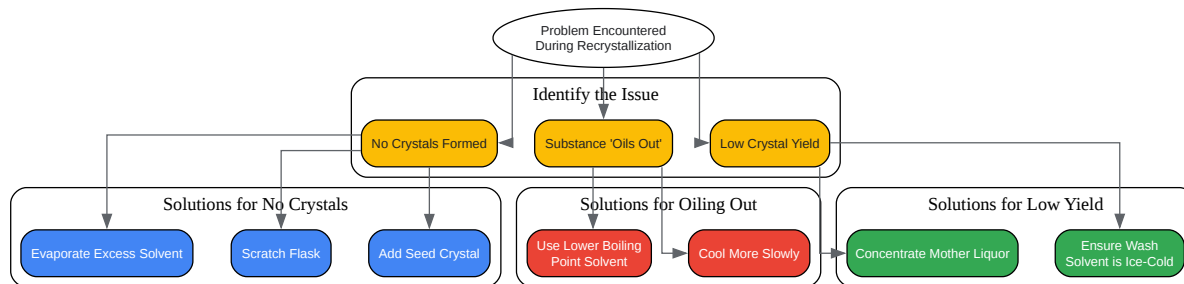 Problem Encountered
During Recrystallization
Identify the Issue
No Crystals Formed
Substance 'Oils Out'
Low Crystal Yield
Solutions for No Crystals
Solutions for Oiling Out
Solutions for Low Yield
Evaporate Excess Solvent
Scratch Flask
Add Seed Crystal
Use Lower Boiling
Point Solvent
Cool More Slowly
Concentrate Mother Liquor
Ensure Wash
Solvent is Ice-Cold